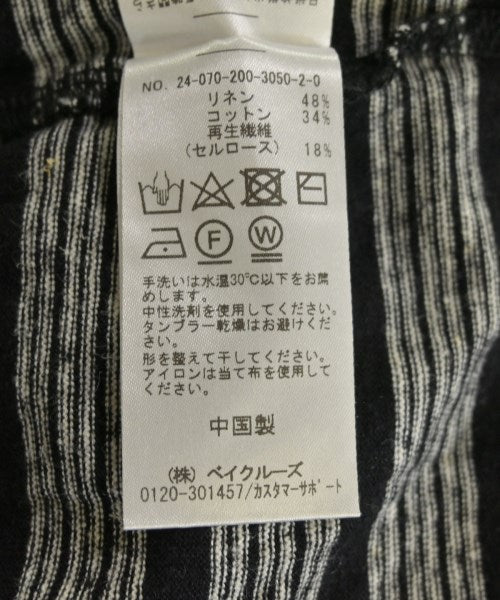 NO. 24-070-200-3050-2-0
リネン 48%
コットン 34%
再生繊維
(セルロース) 18%
F
W
手洗いは水温30℃以下をお薦
めします。
中性洗剤を使用してください。
タンブラー乾燥はお避けくだ
さい。
形を整えて干してください。
アイロンは当て布を使用して
ください。
中国製
(株) ベイクルーズ
0120-301457/カスタマーサポート